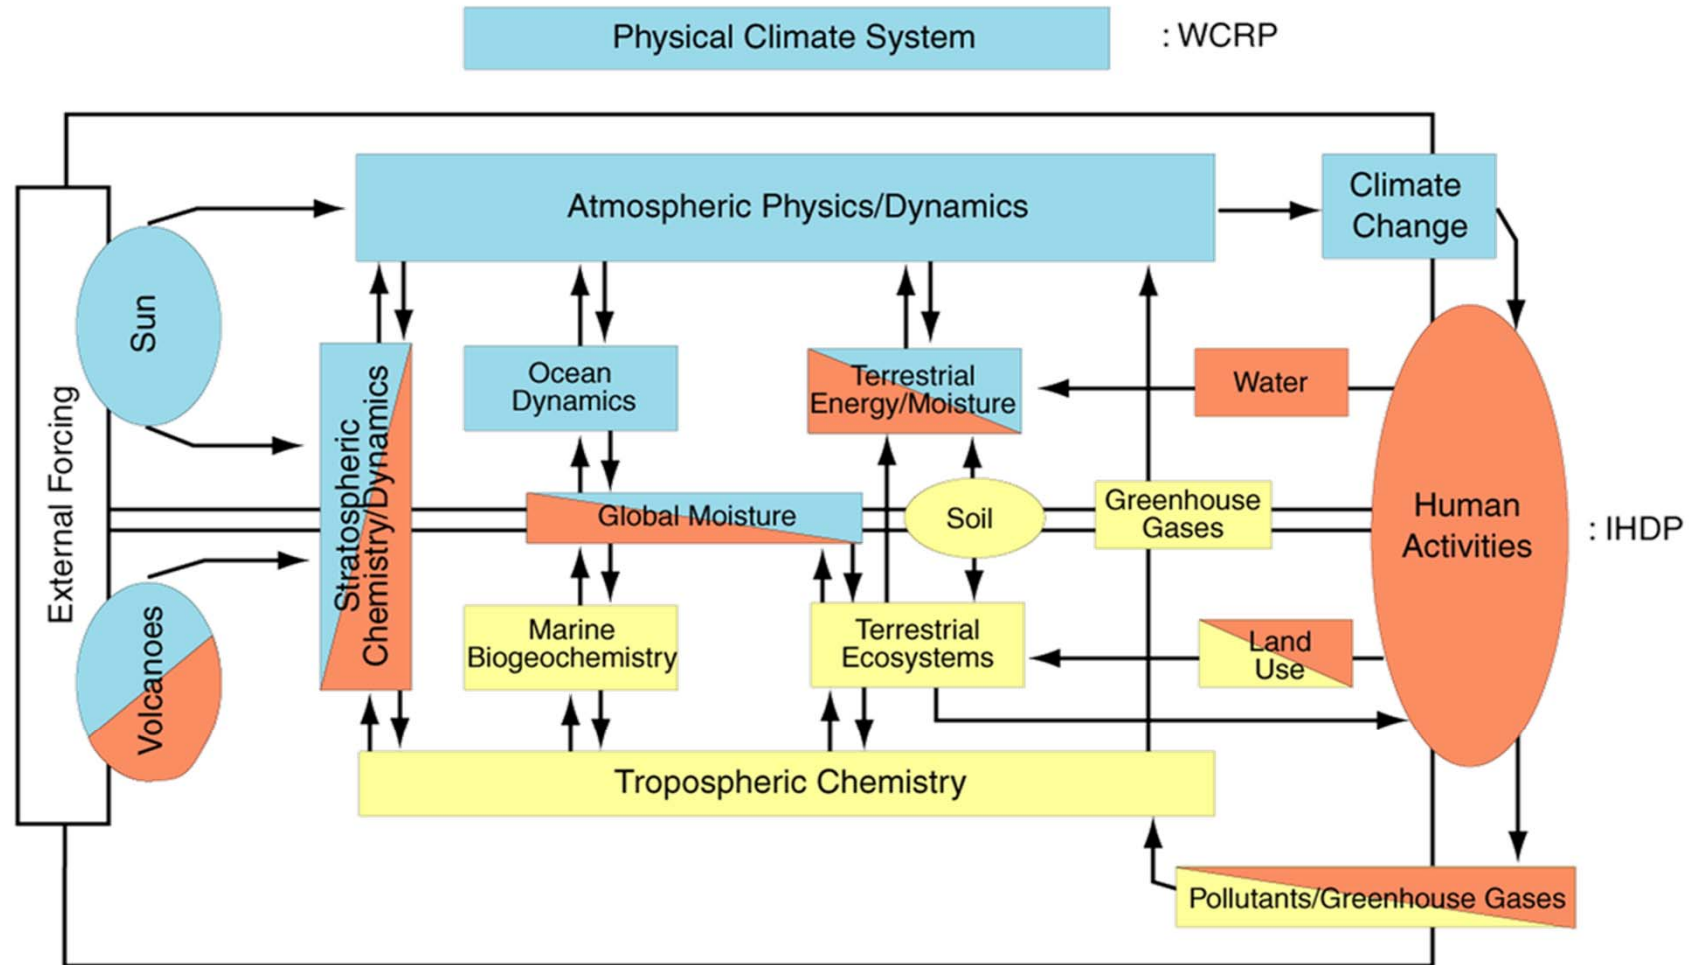 Physical Climate System
: WCRP
Atmospheric Physics/Dynamics
Climate
Change
Sun
External Forcing
Stratospheric
Chemistry/Dynamics
Ocean
Dynamics
Terrestrial
Energy/Moisture
Water
Global Moisture
Soil
Greenhouse
Gases
Human
Activities
: IHDP
Volcanoes
Marine
Biogeochemistry
Terrestrial
Ecosystems
Land
Use
Tropospheric Chemistry
Pollutants/Greenhouse Gases